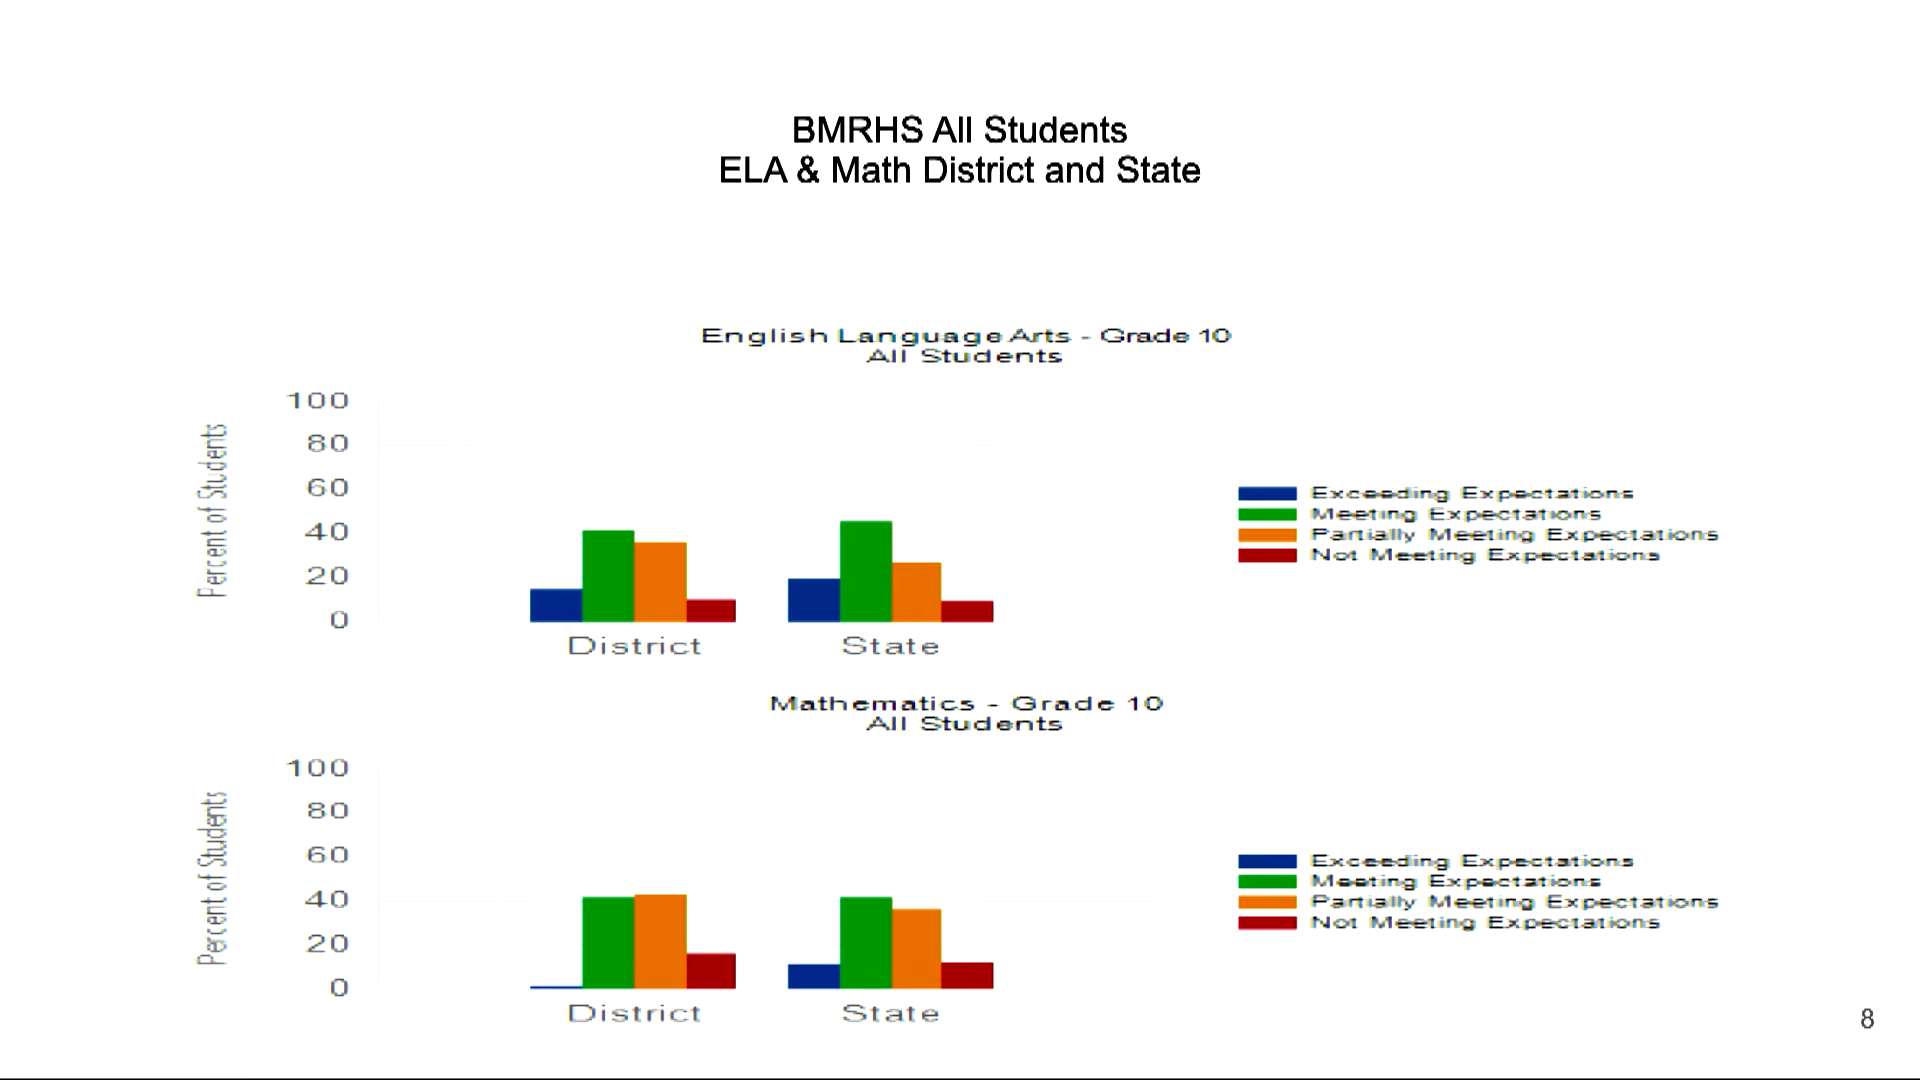 BMRHS All Students
ELA & Math District and State
English Language Arts - Grade 10
All Students
Percent of Students
100
80
60
40
20
0
District
State
Exceeding Expectations
Meeting Expectations
Partially Meeting Expectations
Not Meeting Expectations
Mathematics - Grade 10
All Students
Percent of Students
100
80
60
40
20
0
District
State
Exceeding Expectations
Meeting Expectations
Partially Meeting Expectations
Not Meeting Expectations
8